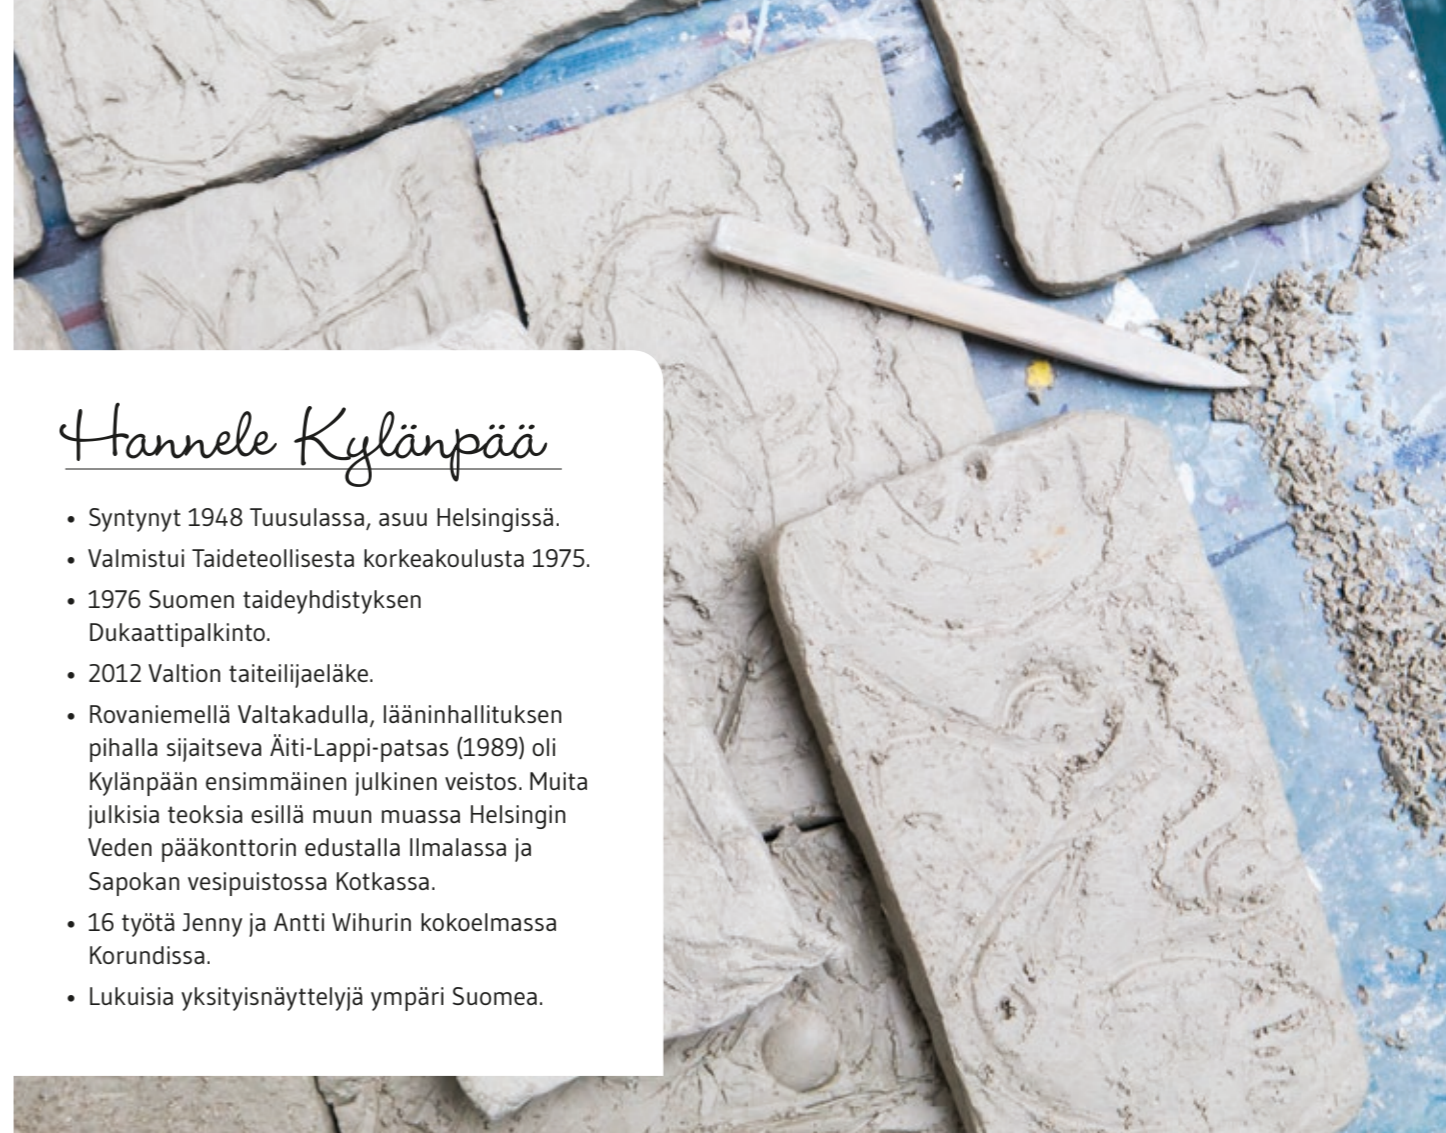 Hannele Kylänpää
• Syntynyt 1948 Tuusulassa, asuu Helsingissä.
• Valmistui Taideteollisesta korkeakoulusta 1975.
• 1976 Suomen taideyhdistyksen
Dukaattipalkinto.
• 2012 Valtion taiteilijaeläke.
• Rovaniemellä Valtakadulla, lääninhallituksen
pihalla sijaitseva Äiti-Lappi-patsas (1989) oli
Kylänpään ensimmäinen julkinen veistos. Muita
julkisia teoksia esillä muun muassa Helsingin
Veden pääkonttorin edustalla Ilmalassa ja
Sapokan vesipuistossa Kotkassa.
• 16 työtä Jenny ja Antti Wihurin kokoelmassa
Korundissa.
• Lukuisia yksityisnäyttelyjä ympäri Suomea.